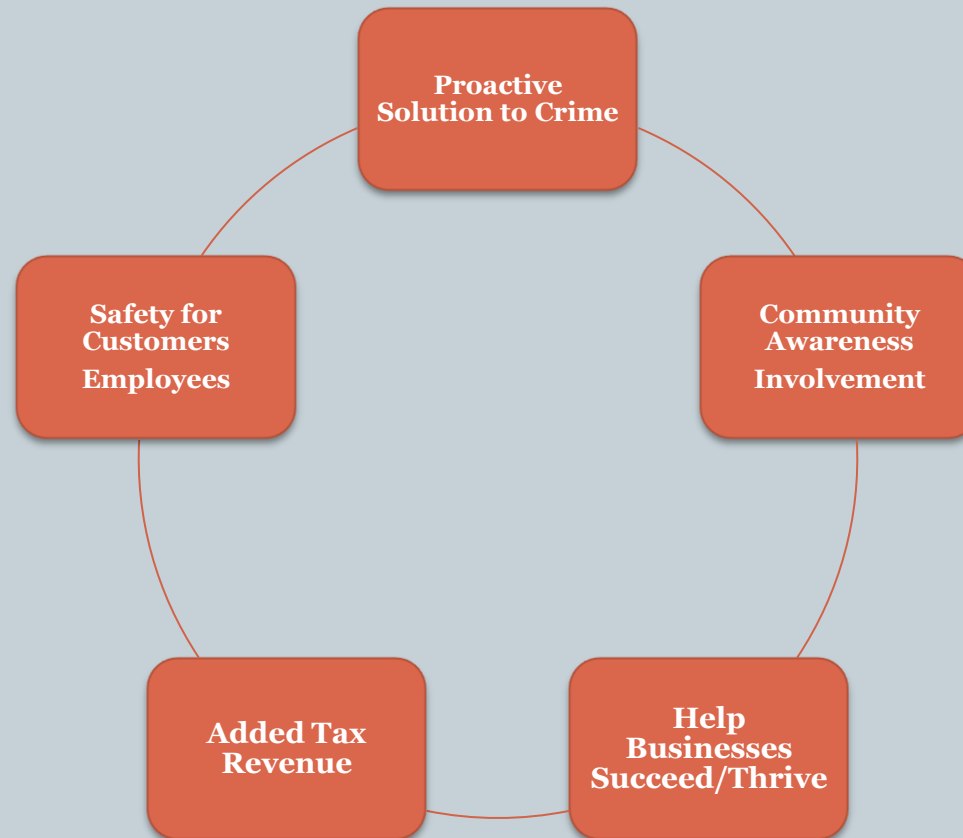 Proactive
Solution to Crime
Safety for
Customers
Employees
Community
Awareness
Involvement
Added Tax
Revenue
Help
Businesses
Succeed/Thrive